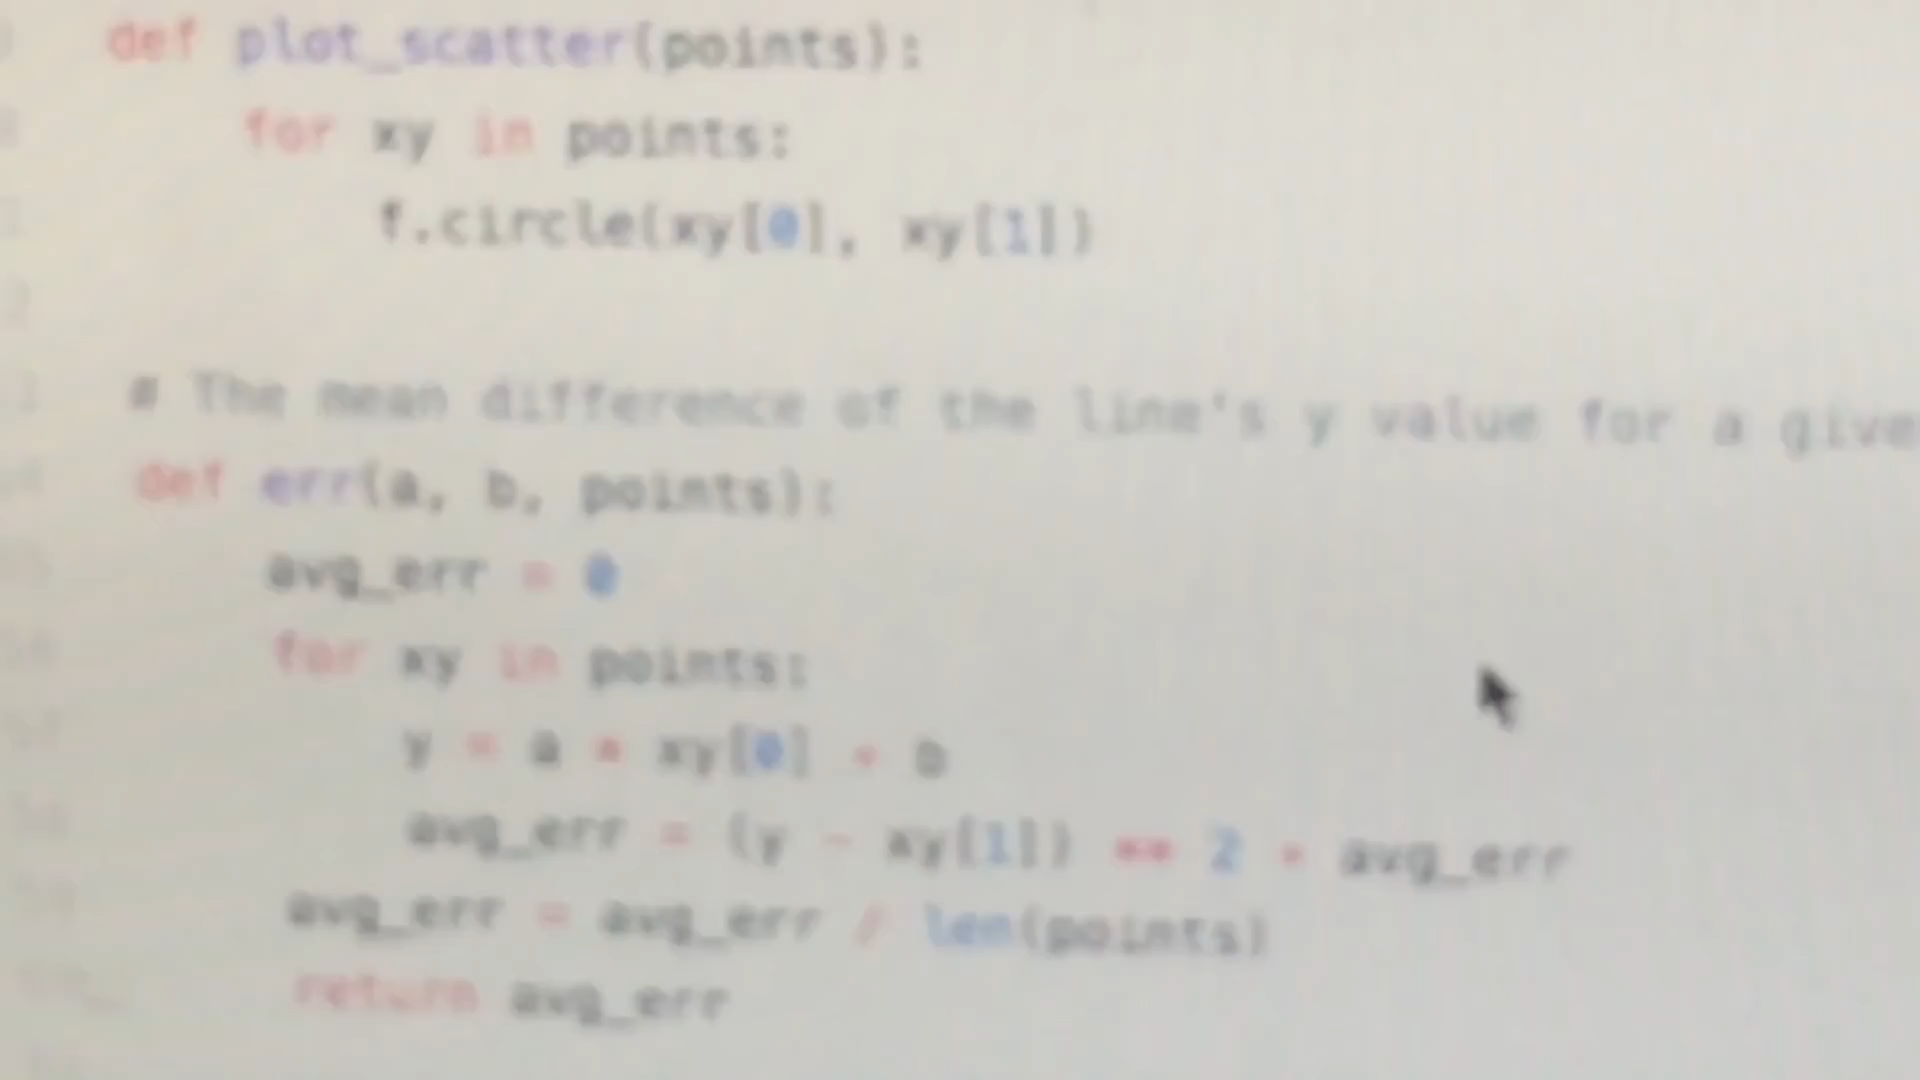 def plot_scatter(points):
for xy in points:
f.circle(xy[0], xy[1])
# The mean difference of the line's y value for a give
def err(a, b, points):
avg_err = 0
for xy in points:
y = a * xy[0] + b
avg_err = (y - xy[1]) ** 2 + avg_err
avg_err = avg_err / len(points)
return avg_err